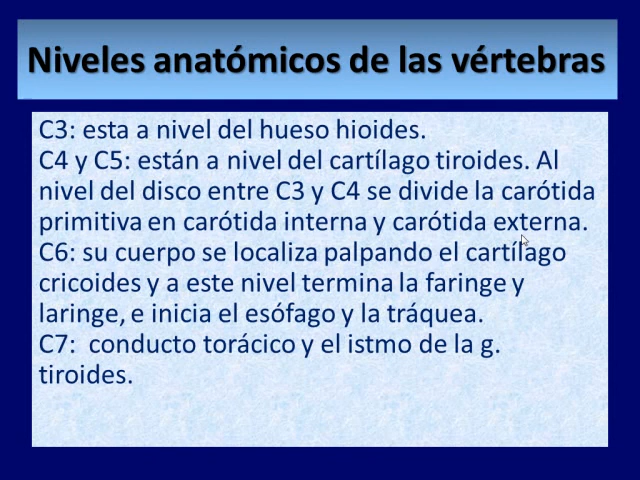 Niveles anatómicos de las vértebras
C3: esta a nivel del hueso hioides.
C4 y C5: están a nivel del cartílago tiroides. Al
nivel del disco entre C3 y C4 se divide la carótida
primitiva en carótida interna y carótida externa.
C6: su cuerpo se localiza palpando el cartílago
cricoides y a este nivel termina la faringe y
laringe, e inicia el esófago y la tráquea.
C7:  conducto torácico y el istmo de la g.
tiroides.